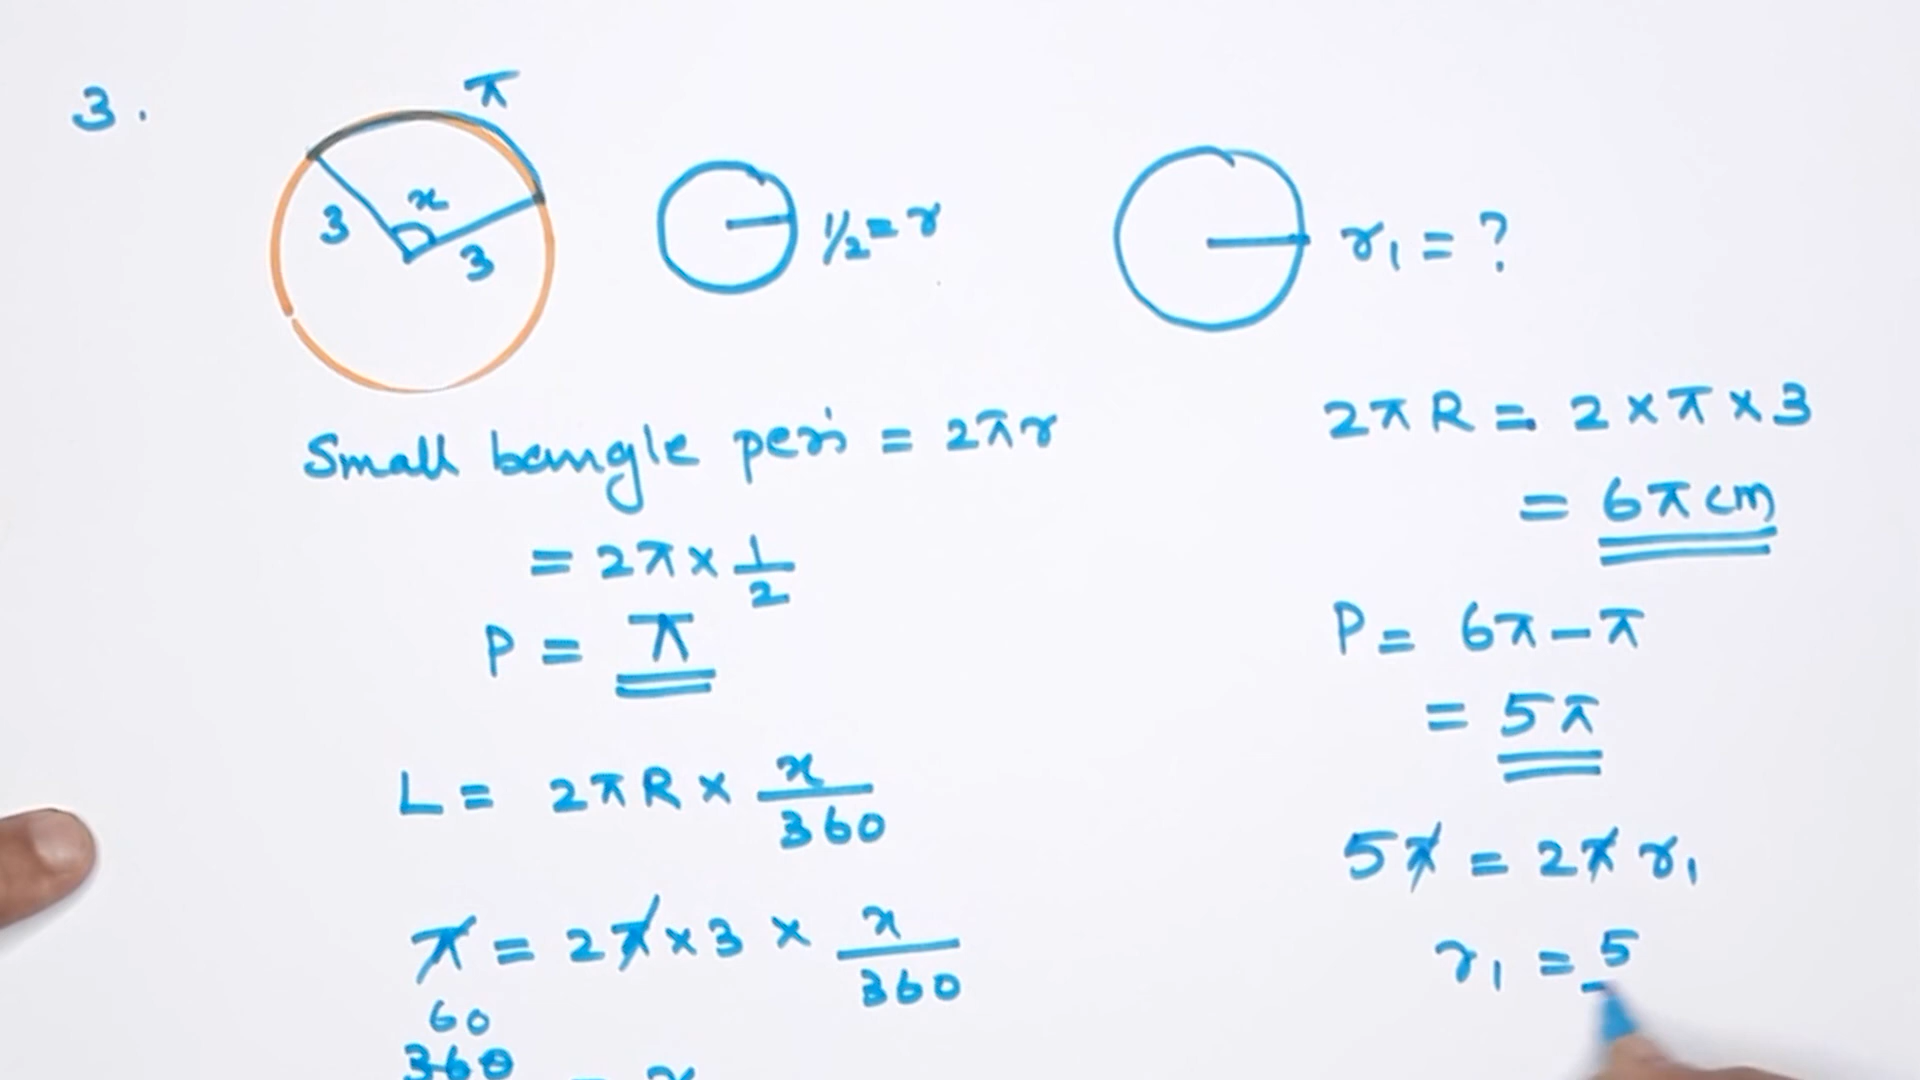 3.
π
x
3
3
1/2 = r
r₁ = ?
Small bangle peri = 2πr
= 2π × 1/2
P = π
L = 2πR × x/360
π = 2π × 3 × x/360
60
360 = x
2πR = 2 × π × 3
= 6π cm
P = 6π - π
= 5π
5π = 2π r₁
r₁ = 5